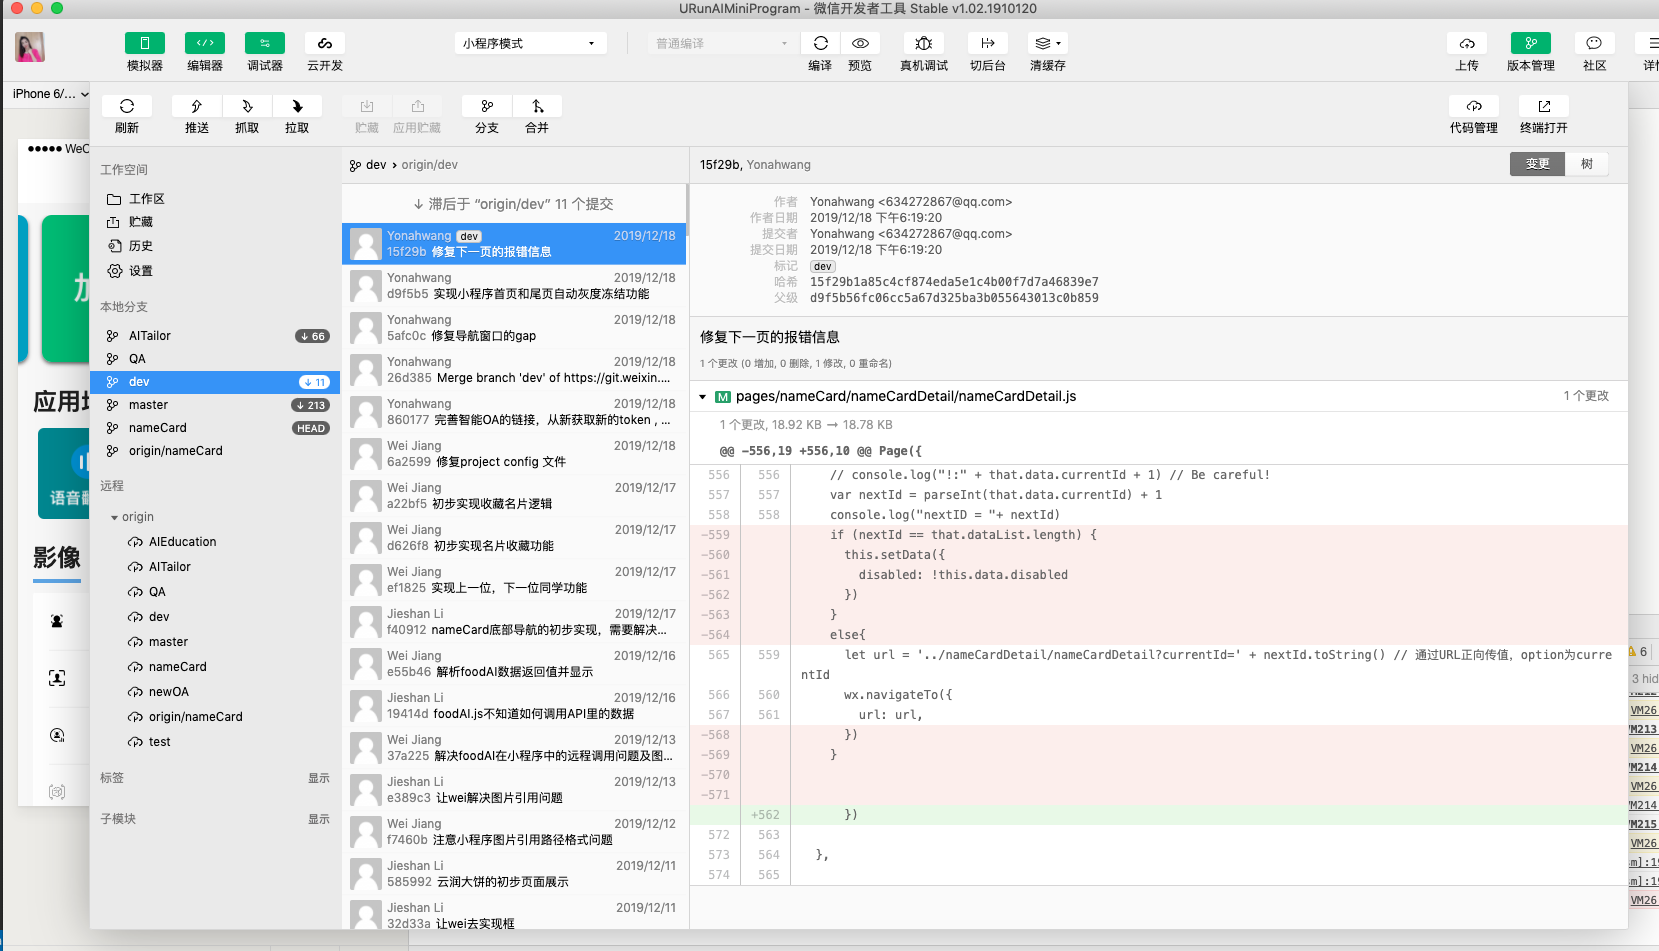 URunAIMiniProgram - 微信开发者工具 Stable v1.02.1910120
模拟器
编辑器
调试器
云开发
小程序模式
普通编译
编译
预览
真机调试
切后台
清缓存
上传
版本管理
社区
iPhone 6/...
刷新
推送
抓取
拉取
贮藏
应用贮藏
分支
合并
代码管理
终端打开
工作空间
工作区
贮藏
历史
设置
本地分支
AITailor ↓ 66
QA
dev ↓ 11
master ↓ 213
nameCard HEAD
origin/nameCard
远程
origin
AIEducation
AITailor
QA
dev
master
nameCard
newOA
origin/nameCard
test
标签 显示
子模块 显示
dev › origin/dev
↓ 滞后于 “origin/dev” 11 个提交
Yonahwang dev 2019/12/18
15f29b 修复下一页的报错信息
Yonahwang 2019/12/18
d9f5b5 实现小程序首页和尾页自动灰度冻结功能
Yonahwang 2019/12/18
5afc0c 修复导航窗口的gap
Yonahwang 2019/12/18
26d385 Merge branch 'dev' of https://git.weixin....
Yonahwang 2019/12/18
860177 完善智能OA的链接，从新获取新的token , ...
Wei Jiang 2019/12/18
6a2599 修复project config 文件
Wei Jiang 2019/12/17
a22bf5 初步实现收藏名片逻辑
Wei Jiang 2019/12/17
d626f8 初步实现名片收藏功能
Wei Jiang 2019/12/17
ef1825 实现上一位，下一位同学功能
Jieshan Li 2019/12/17
f40912 nameCard底部导航的初步实现，需要解决...
Wei Jiang 2019/12/16
e55b46 解析foodAI数据返回值并显示
Jieshan Li 2019/12/16
19414d foodAI.js不知道如何调用API里的数据
Wei Jiang 2019/12/13
37a225 解决foodAI在小程序中的远程调用问题及图...
Jieshan Li 2019/12/13
e389c3 让wei解决图片引用问题
Wei Jiang 2019/12/12
f7460b 注意小程序图片引用路径格式问题
Jieshan Li 2019/12/11
585992 云润大饼的初步页面展示
Jieshan Li 2019/12/11
32d33a 让wei去实现框
15f29b, Yonahwang
变更
树
作者 Yonahwang <634272867@qq.com>
作者日期 2019/12/18 下午6:19:20
提交者 Yonahwang <634272867@qq.com>
提交日期 2019/12/18 下午6:19:20
标记 dev
哈希 15f29b1a85c4cf874eda5e1c4b00f7d7a46839e7
父级 d9f5b56fc06cc5a67d325ba3b055643013c0b859
修复下一页的报错信息
1 个更改 (0 增加, 0 删除, 1 修改, 0 重命名)
M pages/nameCard/nameCardDetail/nameCardDetail.js 1 个更改
1 个更改, 18.92 KB → 18.78 KB
@@ -556,19 +556,10 @@ Page({
556 556 // console.log("!:" + that.data.currentId + 1) // Be careful!
557 557 var nextId = parseInt(that.data.currentId) + 1
558 558 console.log("nextID = "+ nextId)
-559 if (nextId == that.dataList.length) {
-560 this.setData({
-561 disabled: !this.data.disabled
-562 })
-563 }
-564 else{
565 559 let url = '../nameCardDetail/nameCardDetail?currentId=' + nextId.toString() // 通过URL正向传值，option为curre
ntId
566 560 wx.navigateTo({
567 561 url: url,
-568 })
-569 }
-570
-571
+562 })
572 563
573 564 },
574 565
WeC
语音
影像
6
3 hid
VM26
VM213
VM26
VM214
VM26
VM214
VM215
VM26
VM26